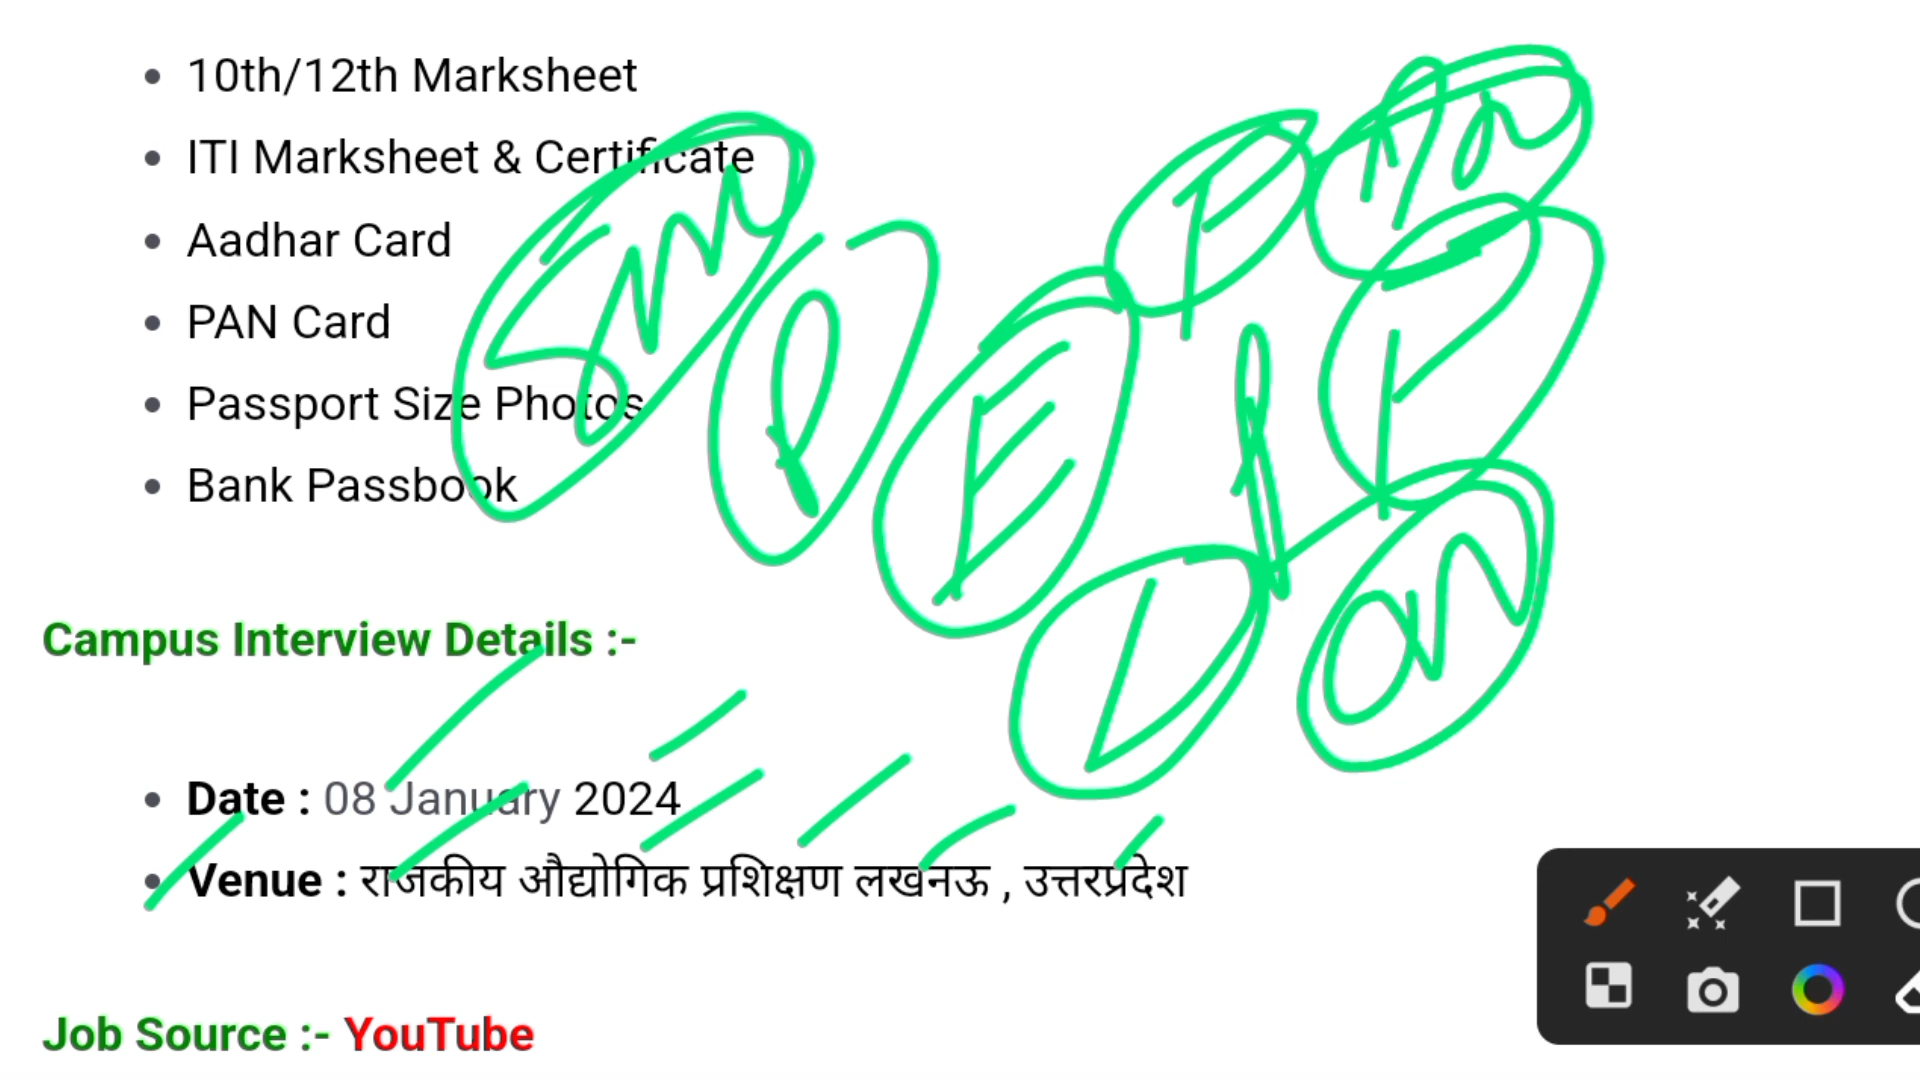 10th/12th Marksheet
ITI Marksheet & Certificate
Aadhar Card
PAN Card
Passport Size Photos
Bank Passbook
Campus Interview Details :-
Date : 08 January 2024
Venue : राजकीय औद्योगिक प्रशिक्षण लखनऊ , उत्तरप्रदेश
Job Source :- YouTube